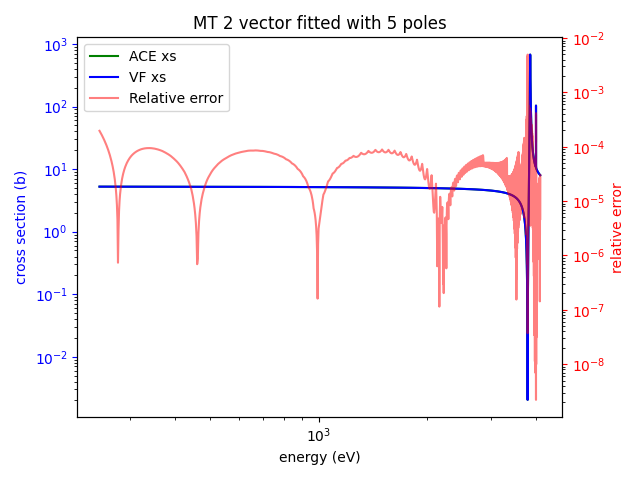 MT 2 vector fitted with 5 poles
ACE xs
VF xs
Relative error
10³
10²
10¹
10⁰
10⁻¹
10⁻²
cross section (b)
10⁻²
10⁻³
10⁻⁴
10⁻⁵
10⁻⁶
10⁻⁷
10⁻⁸
relative error
10³
energy (eV)